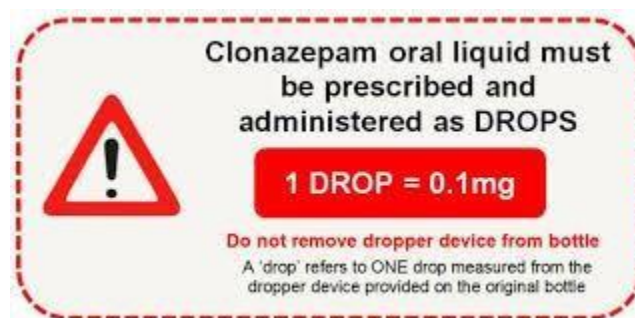 Clonazepam oral liquid must
be prescribed and
administered as DROPS
1 DROP = 0.1mg
Do not remove dropper device from bottle
A 'drop' refers to ONE drop measured from the
dropper device provided on the original bottle